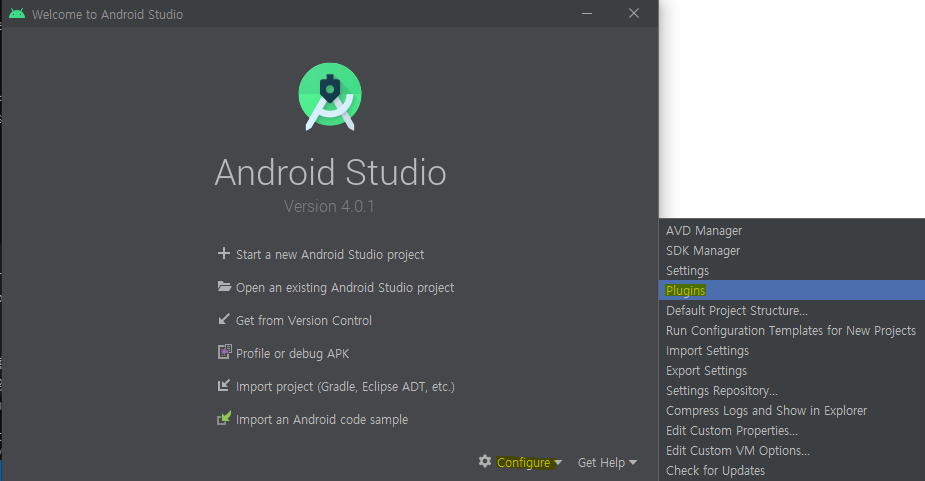 Welcome to Android Studio
Android Studio
Version 4.0.1
Start a new Android Studio project
Open an existing Android Studio project
Get from Version Control
Profile or debug APK
Import project (Gradle, Eclipse ADT, etc.)
Import an Android code sample
Configure
Get Help
AVD Manager
SDK Manager
Settings
Plugins
Default Project Structure...
Run Configuration Templates for New Projects
Import Settings
Export Settings
Settings Repository...
Compress Logs and Show in Explorer
Edit Custom Properties...
Edit Custom VM Options...
Check for Updates